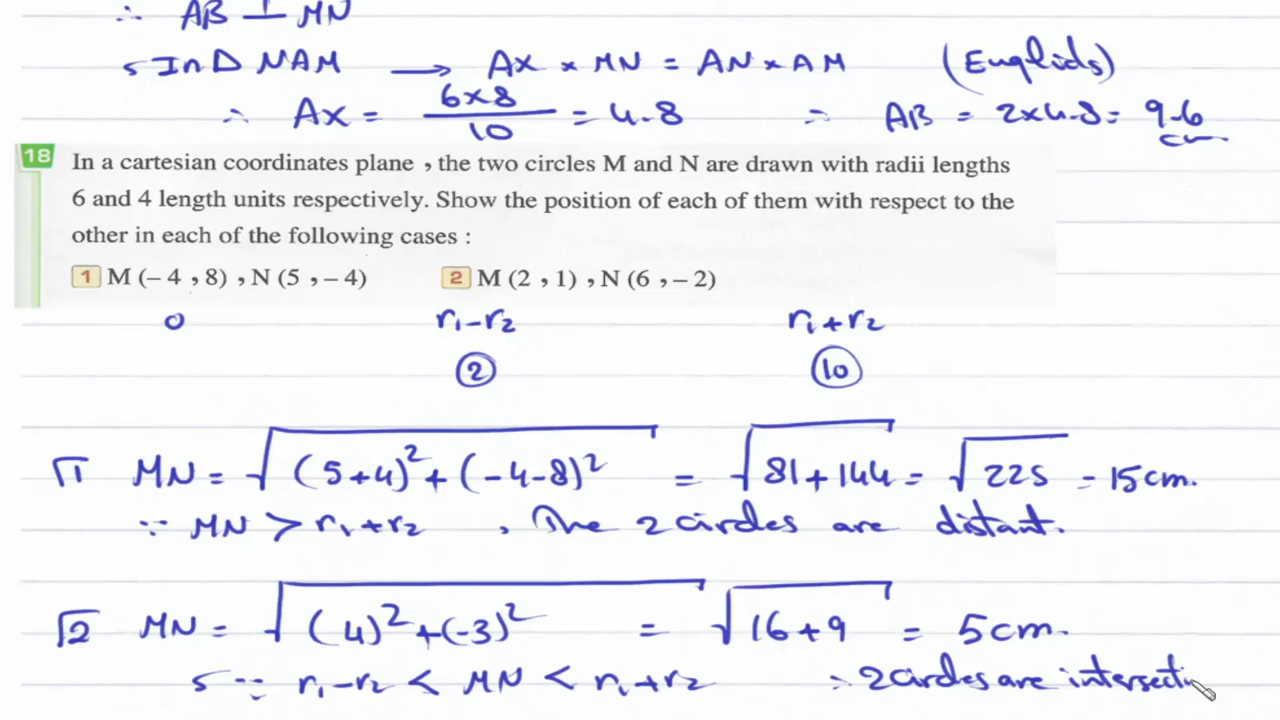 ∴ AB ⊥ MN
, In Δ NAM → AX × MN = AN × AM (Euqlids)
∴ AX = 6×8/10 = 4.8 ∴ AB = 2×4.8 = 9.6 cm
18 In a cartesian coordinates plane , the two circles M and N are drawn with radii lengths
6 and 4 length units respectively. Show the position of each of them with respect to the
other in each of the following cases :
1 M (– 4 , 8) , N (5 , – 4) 2 M (2 , 1) , N (6 , – 2)
0 r₁-r₂ r₁+r₂
2 10
1 MN = √((5+4)²+(-4-8)²) = √(81+144) = √225 = 15cm.
∵ MN > r₁+r₂ , The 2 circles are distant.
2 MN = √((4)²+(-3)²) = √(16+9) = 5cm.
, ∵ r₁-r₂ < MN < r₁+r₂ ∴ 2 circles are intersecti